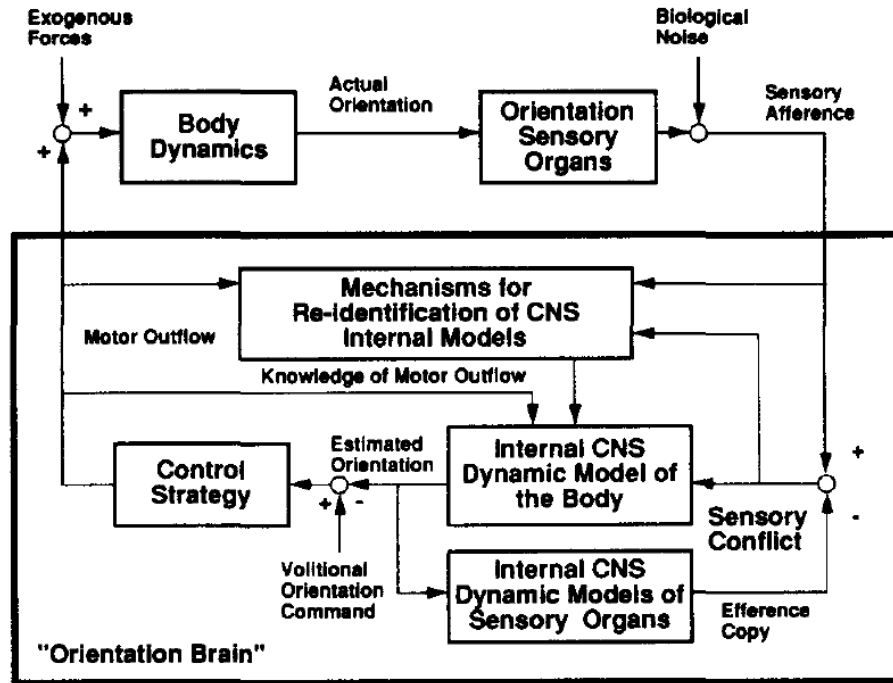 Exogenous
Forces
Biological
Noise
+
+
Body
Dynamics
Actual
Orientation
Orientation
Sensory
Organs
Sensory
Afference
Mechanisms for
Re-identification of CNS
Internal Models
Motor Outflow
Knowledge of Motor Outflow
Control
Strategy
Estimated
Orientation
+ -
Internal CNS
Dynamic Model of
the Body
+
-
Sensory
Conflict
Volitional
Orientation
Command
Internal CNS
Dynamic Models of
Sensory Organs
Efference
Copy
"Orientation Brain"